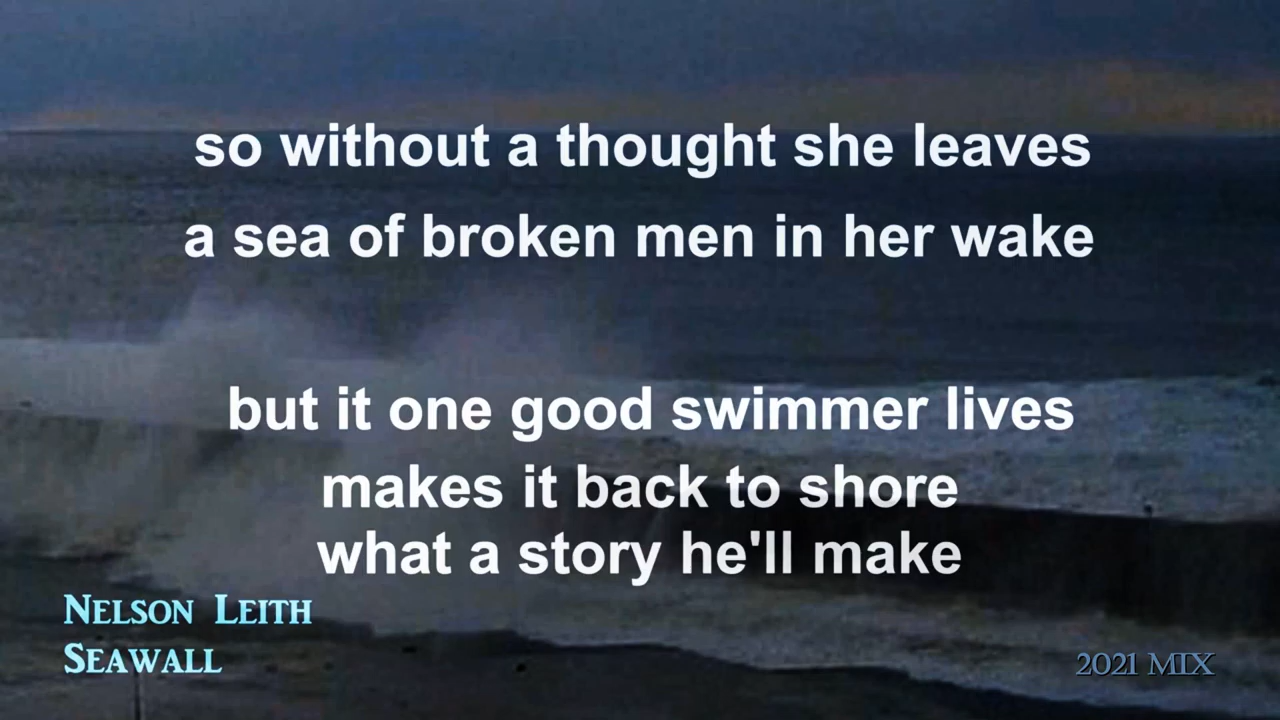 so without a thought she leaves
a sea of broken men in her wake
but it one good swimmer lives
makes it back to shore
what a story he'll make
Nelson Leith
Seawall
2021 MIX